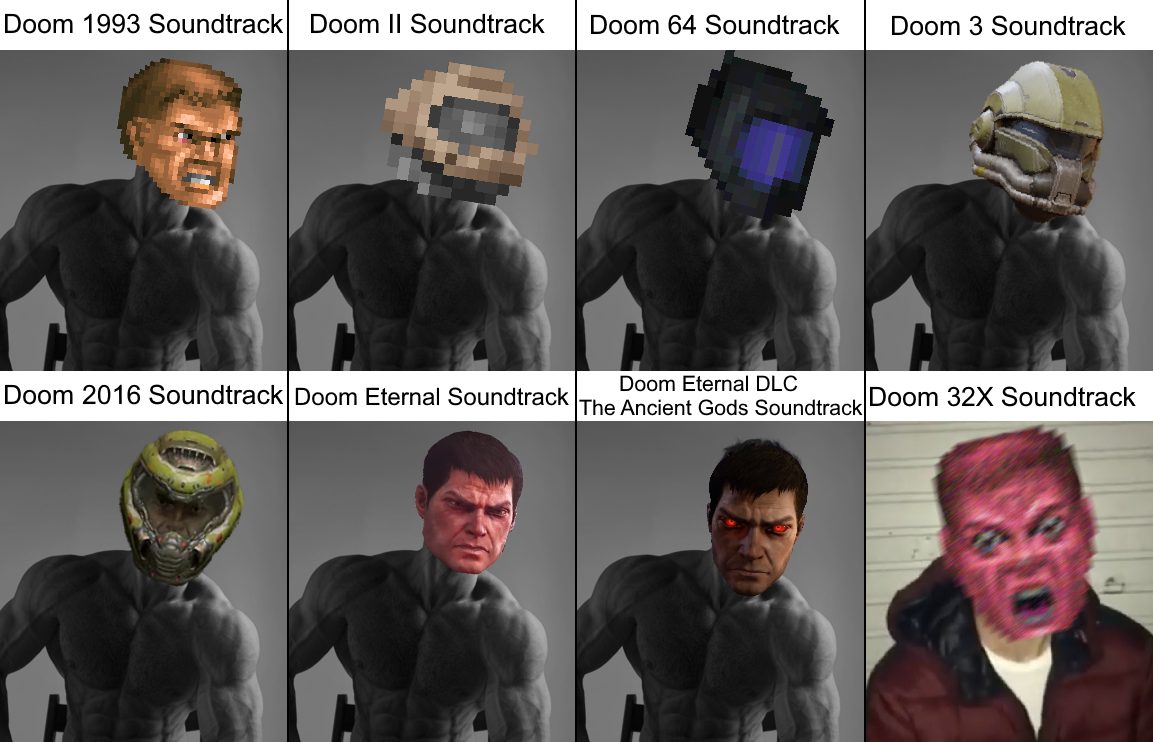 Doom 1993 Soundtrack
Doom II Soundtrack
Doom 64 Soundtrack
Doom 3 Soundtrack
Doom 2016 Soundtrack
Doom Eternal Soundtrack
Doom Eternal DLC
The Ancient Gods Soundtrack
Doom 32X Soundtrack